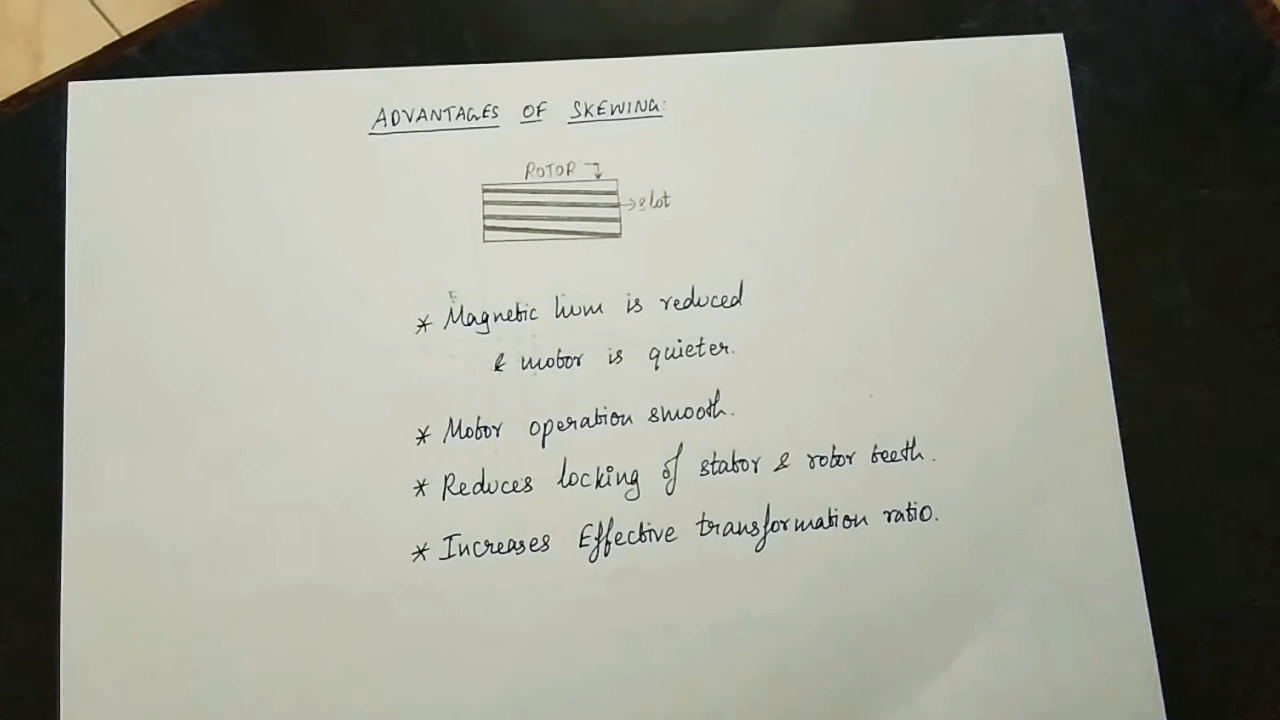 ADVANTAGES OF SKEWING:
ROTOR
slot
* Magnetic hum is reduced
& motor is quieter.
* Motor operation smooth.
* Reduces locking of stator & rotor teeth.
* Increases Effective transformation ratio.